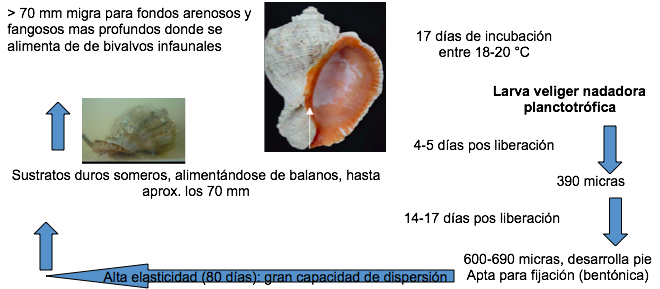 > 70 mm migra para fondos arenosos y
fangosos mas profundos donde se
alimenta de de bivalvos infaunales
17 días de incubación
entre 18-20 °C
Larva veliger nadadora
planctotrófica
4-5 días pos liberación
390 micras
Sustratos duros someros, alimentándose de balanos, hasta
aprox. los 70 mm
14-17 días pos liberación
600-690 micras, desarrolla pie
Apta para fijación (bentónica)
Alta elasticidad (80 días): gran capacidad de dispersión